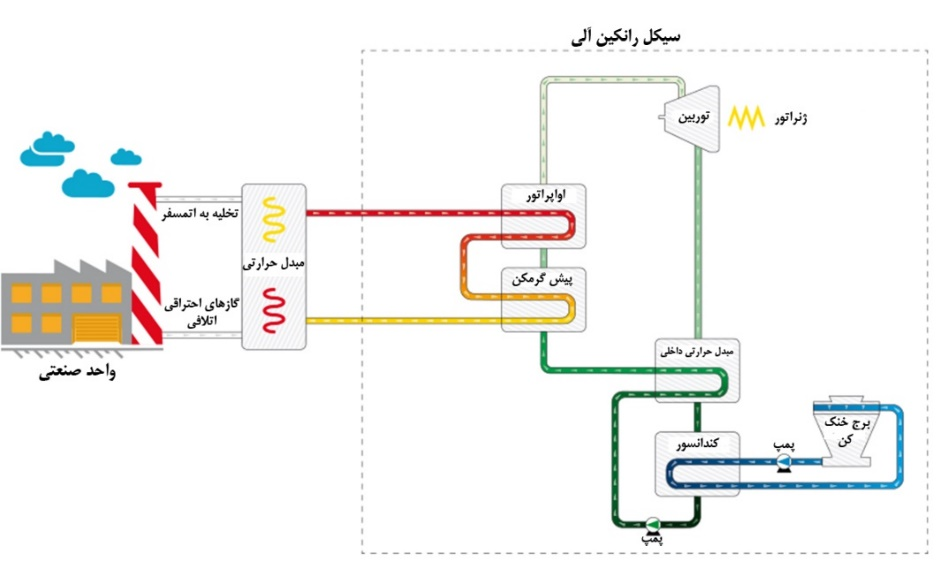 سیکل رانکین آلی
توربین
ژنراتور
اواپراتور
تخلیه به اتمسفر
مبدل حرارتی
پیش گرمکن
گازهای احتراقی
اتلافی
واحد صنعتی
مبدل حرارتی داخلی
برج خنک
کن
کندانسور
پمپ
پمپ